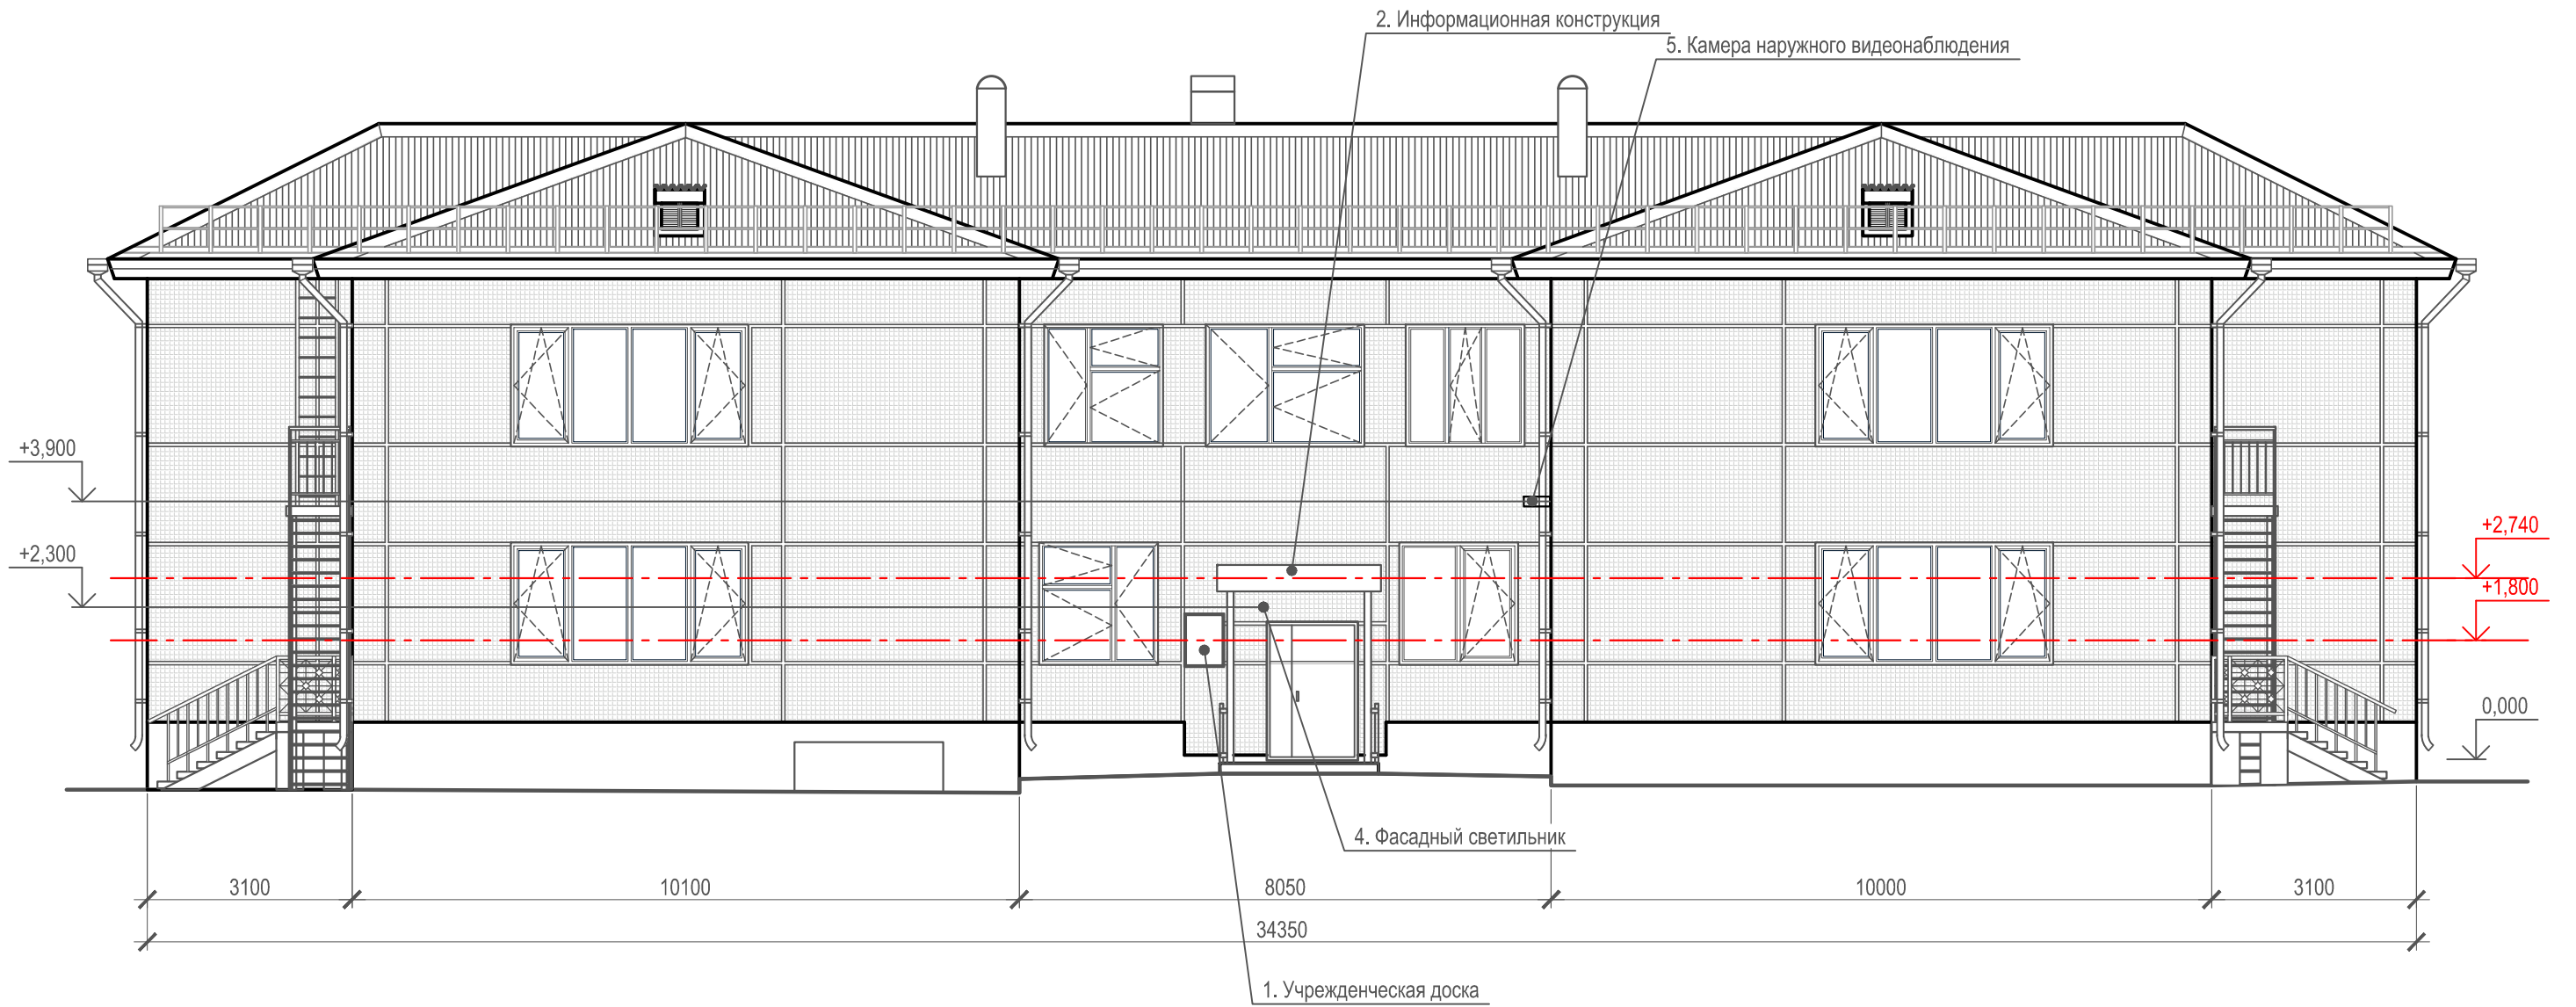 2. Информационная конструкция
5. Камера наружного видеонаблюдения
+3,900
+2,740
+2,300
+1,800
0,000
4. Фасадный светильник
3100
10100
8050
10000
3100
34350
1. Учрежденческая доска